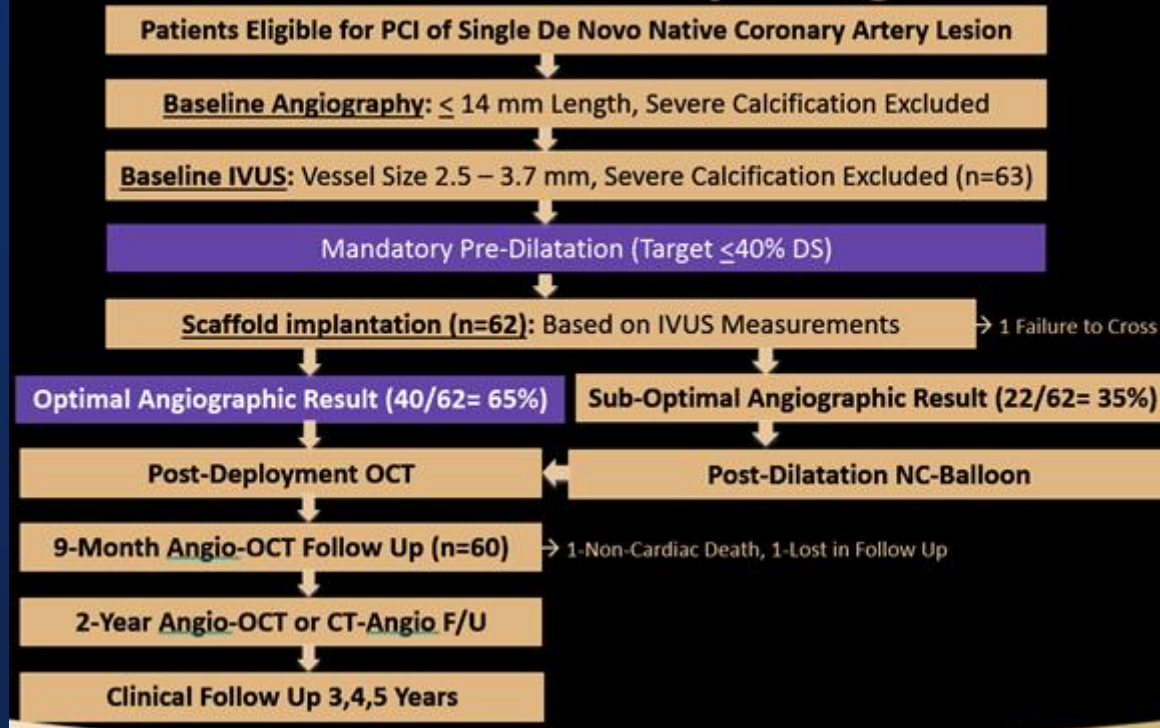 Patients Eligible for PCI of Single De Novo Native Coronary Artery Lesion
Baseline Angiography: ≤ 14 mm Length, Severe Calcification Excluded
Baseline IVUS: Vessel Size 2.5 – 3.7 mm, Severe Calcification Excluded (n=63)
Mandatory Pre-Dilatation (Target ≤40% DS)
Scaffold implantation (n=62): Based on IVUS Measurements
→ 1 Failure to Cross
Optimal Angiographic Result (40/62= 65%)
Sub-Optimal Angiographic Result (22/62= 35%)
Post-Deployment OCT
Post-Dilatation NC-Balloon
9-Month Angio-OCT Follow Up (n=60)
→ 1-Non-Cardiac Death, 1-Lost in Follow Up
2-Year Angio-OCT or CT-Angio F/U
Clinical Follow Up 3,4,5 Years